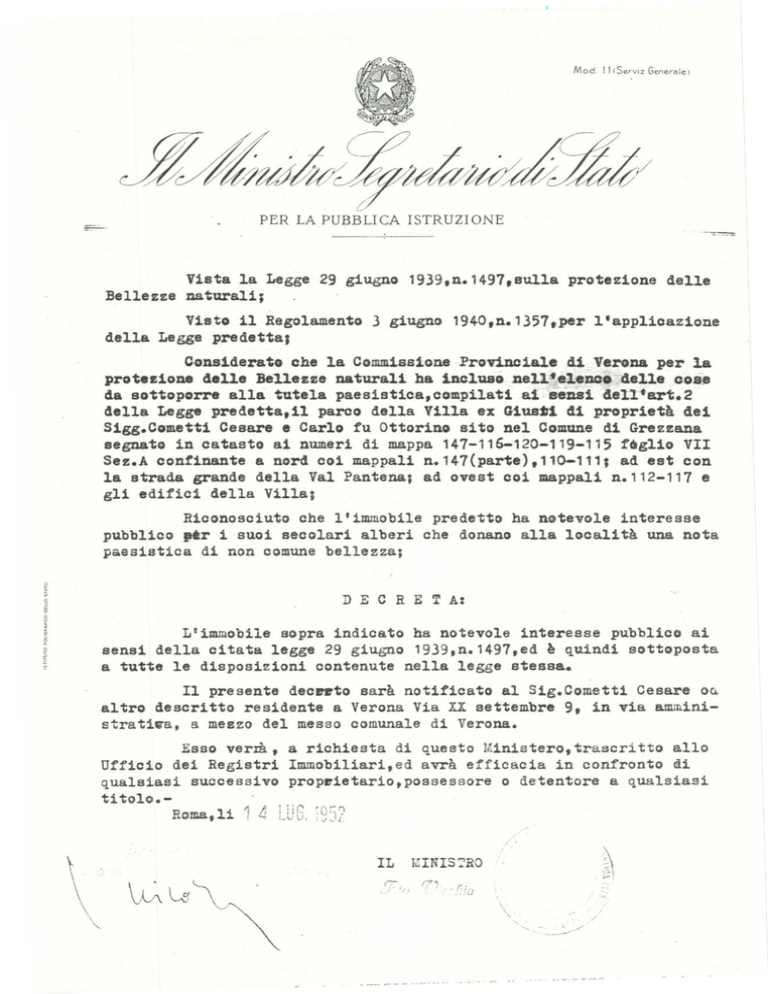 Mod. 11 (Serviz Generale)
Il Ministro Segretario di Stato
PER LA PUBBLICA ISTRUZIONE
Vista la Legge 29 giugno 1939,n.1497,sulla protezione delle
Bellezze naturali;
Visto il Regolamento 3 giugno 1940,n.1357,per l'applicazione
della Legge predetta;
Considerato che la Commissione Provinciale di Verona per la
protezione delle Bellezze naturali ha incluso nell'elenco delle cose
da sottoporre alla tutela paesistica,compilati ai sensi dell'art.2
della Legge predetta,il parco della Villa ex Giusti di proprietà dei
Sigg.Cometti Cesare e Carlo fu Ottorino sito nel Comune di Grezzana
segnato in catasto ai numeri di mappa 147-116-120-119-115 foglio VII
Sez.A confinante a nord coi mappali n.147(parte),110-111; ad est con
la strada grande della Val Pantena; ad ovest coi mappali n.112-117 e
gli edifici della Villa;
Riconosciuto che l'immobile predetto ha notevole interesse
pubblico per i suoi secolari alberi che donano alla località una nota
paesistica di non comune bellezza;
D E C R E T A:
L'immobile sopra indicato ha notevole interesse pubblico ai
sensi della citata legge 29 giugno 1939,n.1497,ed è quindi sottoposta
a tutte le disposizioni contenute nella legge stessa.
Il presente decreto sarà notificato al Sig.Cometti Cesare ed
altro descritto residente a Verona Via XX settembre 9, in via ammini-
strativa, a mezzo del messo comunale di Verona.
Esso verrà, a richiesta di questo Ministero,trascritto allo
Ufficio dei Registri Immobiliari,ed avrà efficacia in confronto di
qualsiasi successivo proprietario,possessore o detentore a qualsiasi
titolo.-
Roma,li 14 LUG. 1952
IL MINISTRO
ISTITUTO POLIGRAFICO DELLO STATO